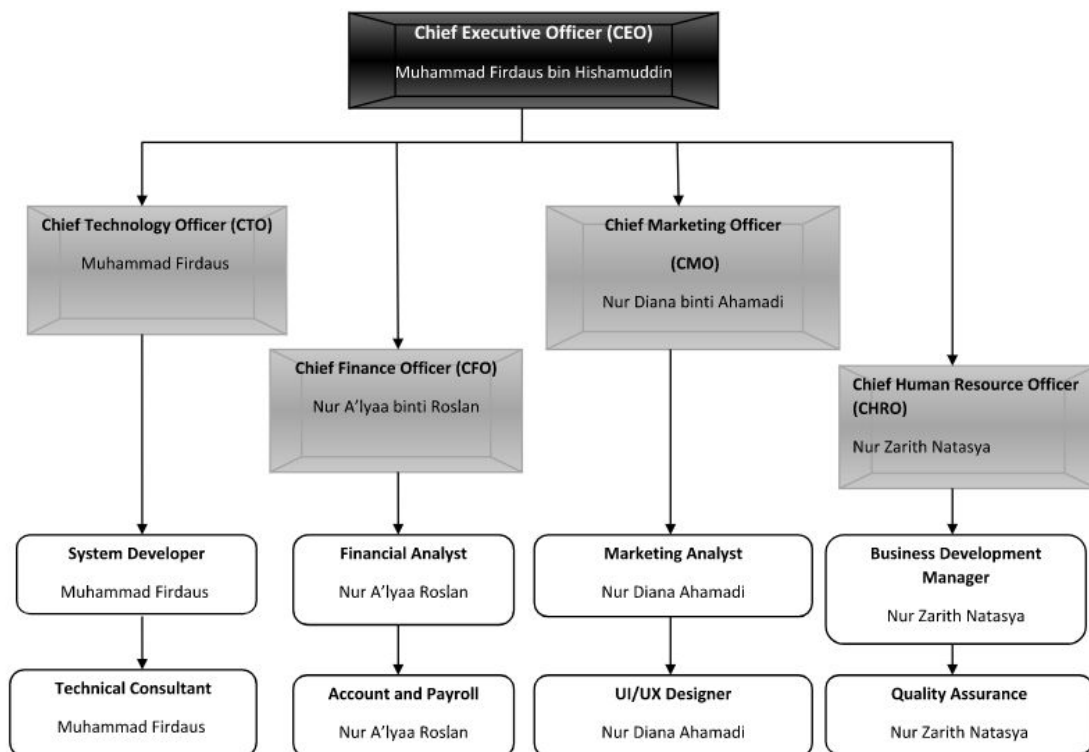 Chief Executive Officer (CEO)
Muhammad Firdaus bin Hishamuddin
Chief Technology Officer (CTO)
Muhammad Firdaus
Chief Marketing Officer
(CMO)
Nur Diana binti Ahamadi
Chief Finance Officer (CFO)
Nur A'lyaa binti Roslan
Chief Human Resource Officer
(CHRO)
Nur Zarith Natasya
System Developer
Muhammad Firdaus
Financial Analyst
Nur A'lyaa Roslan
Marketing Analyst
Nur Diana Ahamadi
Business Development
Manager
Nur Zarith Natasya
Technical Consultant
Muhammad Firdaus
Account and Payroll
Nur A'lyaa Roslan
UI/UX Designer
Nur Diana Ahamadi
Quality Assurance
Nur Zarith Natasya